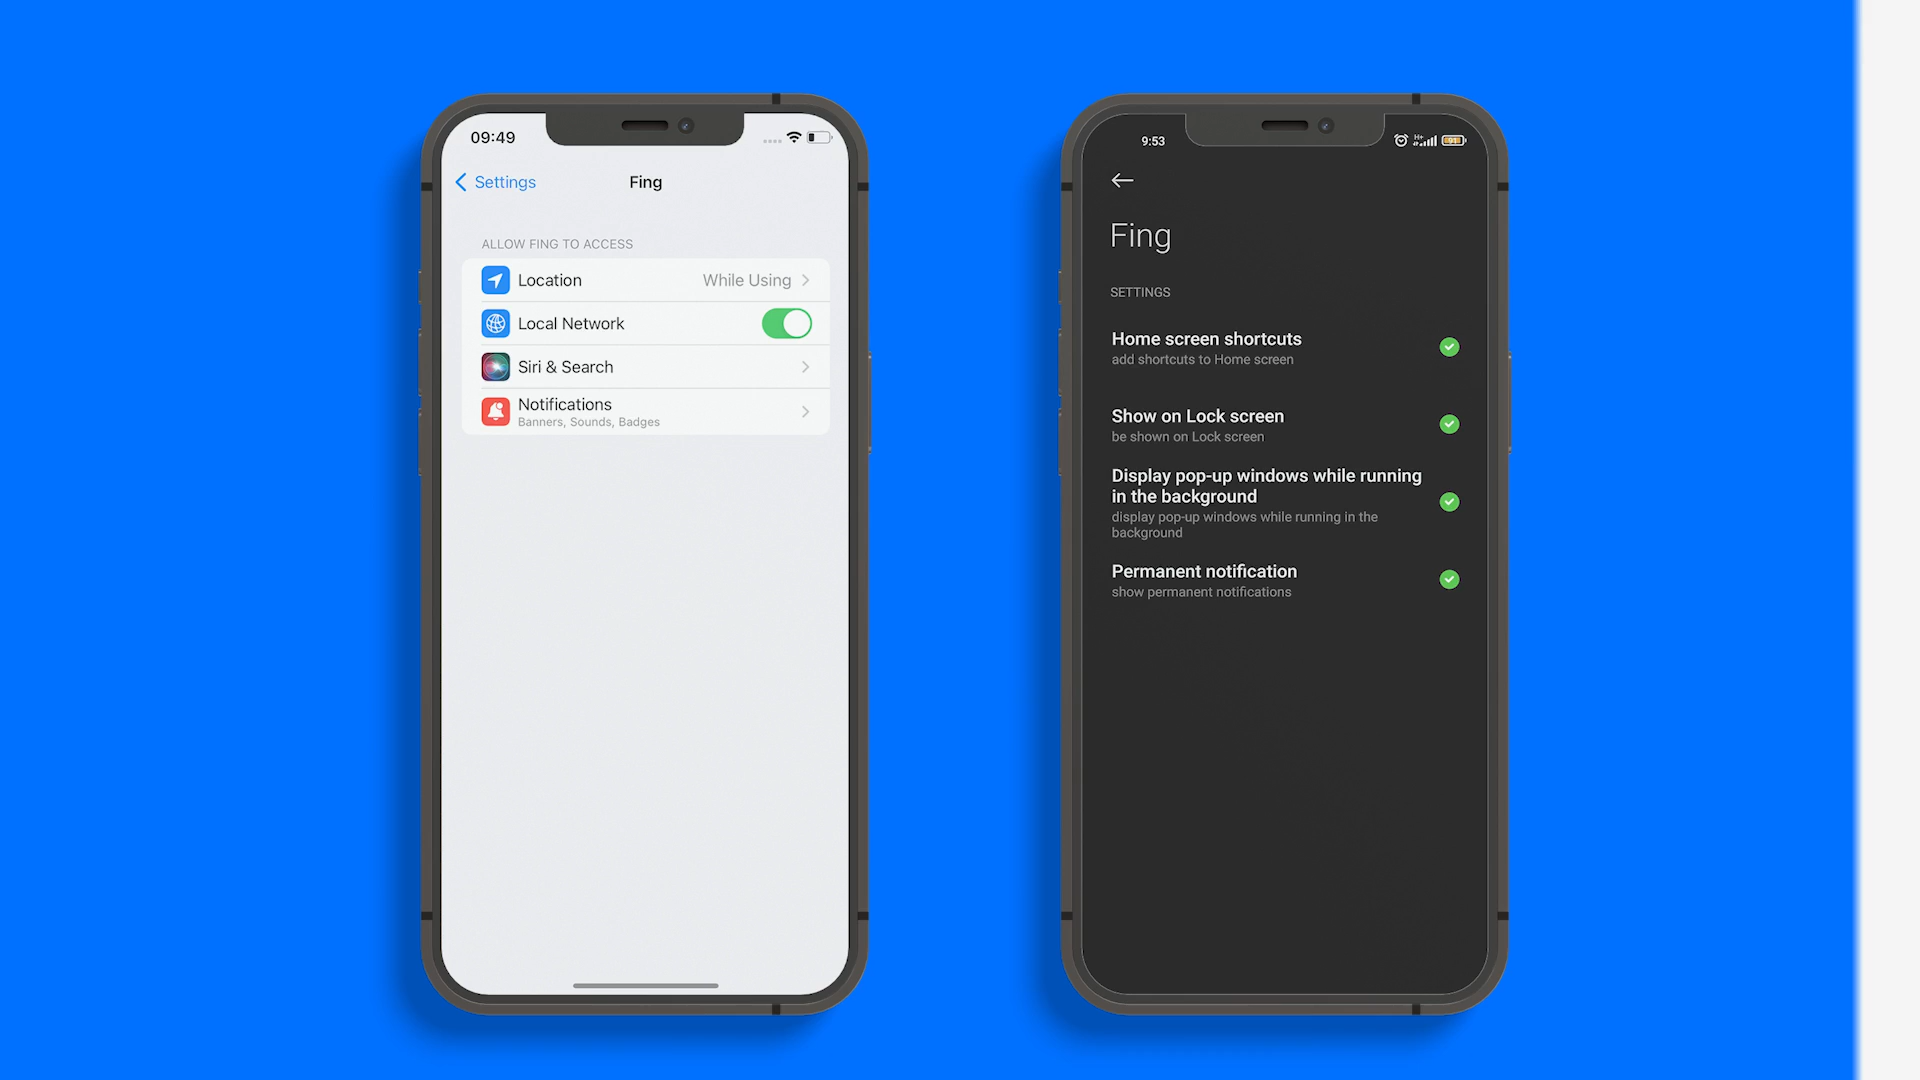 09:49
Settings
Fing
ALLOW FING TO ACCESS
Location
While Using
Local Network
Siri & Search
Notifications
Banners, Sounds, Badges
9:53
H+
Fing
SETTINGS
Home screen shortcuts
add shortcuts to Home screen
Show on Lock screen
be shown on Lock screen
Display pop-up windows while running
in the background
display pop-up windows while running in the
background
Permanent notification
show permanent notifications